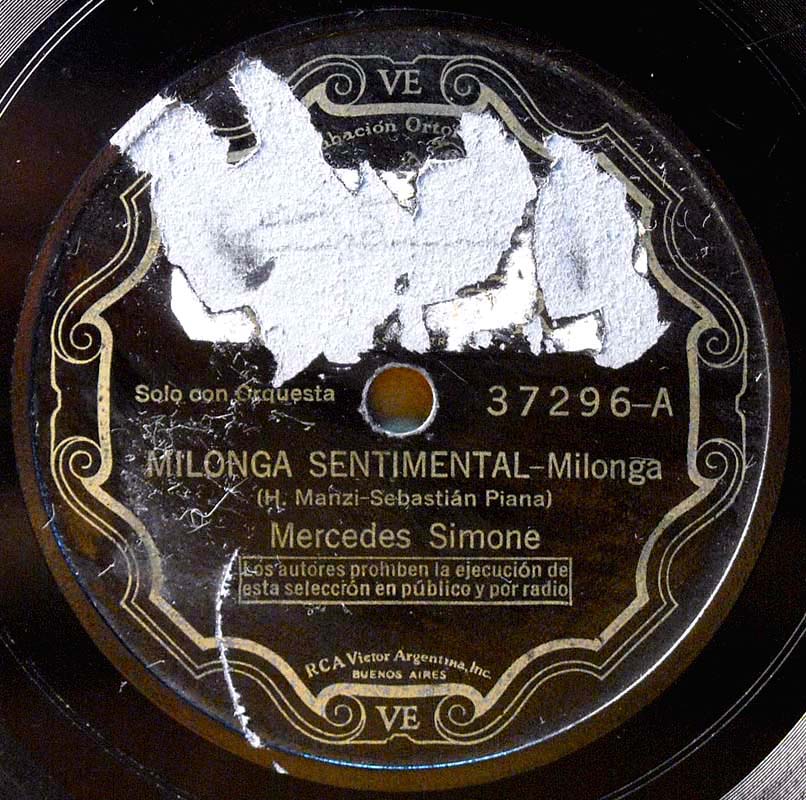 VE
Solo con Orquesta
37296-A
MILONGA SENTIMENTAL-Milonga
(H. Manzi-Sebastián Piana)
Mercedes Simone
Los autores prohiben la ejecución de
esta selección en público y por radio
RCA Victor Argentina, Inc.
BUENOS AIRES
VE